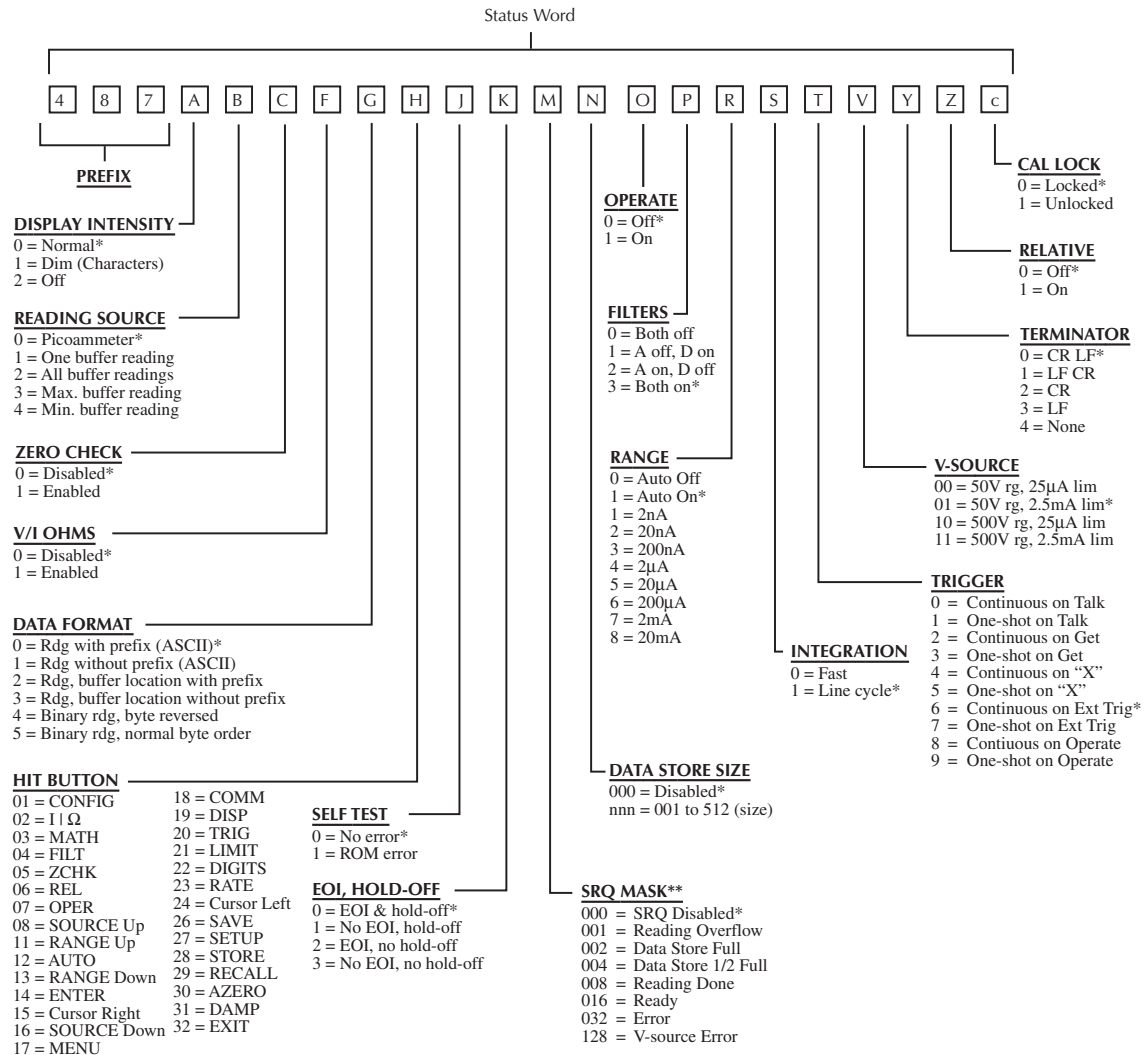 Status Word
4 8 7 A B C F G H J K M N O P R S T V Y Z c
PREFIX
DISPLAY INTENSITY
0 = Normal*
1 = Dim (Characters)
2 = Off
READING SOURCE
0 = Picoammeter*
1 = One buffer reading
2 = All buffer readings
3 = Max. buffer reading
4 = Min. buffer reading
ZERO CHECK
0 = Disabled*
1 = Enabled
V/I OHMS
0 = Disabled*
1 = Enabled
DATA FORMAT
0 = Rdg with prefix (ASCII)*
1 = Rdg without prefix (ASCII)
2 = Rdg, buffer location with prefix
3 = Rdg, buffer location without prefix
4 = Binary rdg, byte reversed
5 = Binary rdg, normal byte order
HIT BUTTON
01 = CONFIG
02 = I | Ω
03 = MATH
04 = FILT
05 = ZCHK
06 = REL
07 = OPER
08 = SOURCE Up
11 = RANGE Up
12 = AUTO
13 = RANGE Down
14 = ENTER
15 = Cursor Right
16 = SOURCE Down
17 = MENU
18 = COMM
19 = DISP
20 = TRIG
21 = LIMIT
22 = DIGITS
23 = RATE
24 = Cursor Left
26 = SAVE
27 = SETUP
28 = STORE
29 = RECALL
30 = AZERO
31 = DAMP
32 = EXIT
SELF TEST
0 = No error*
1 = ROM error
EOI, HOLD-OFF
0 = EOI & hold-off*
1 = No EOI, hold-off
2 = EOI, no hold-off
3 = No EOI, no hold-off
SRQ MASK**
000 = SRQ Disabled*
001 = Reading Overflow
002 = Data Store Full
004 = Data Store 1/2 Full
008 = Reading Done
016 = Ready
032 = Error
128 = V-source Error
DATA STORE SIZE
000 = Disabled*
nnn = 001 to 512 (size)
OPERATE
0 = Off*
1 = On
FILTERS
0 = Both off
1 = A off, D on
2 = A on, D off
3 = Both on*
RANGE
0 = Auto Off
1 = Auto On*
1 = 2nA
2 = 20nA
3 = 200nA
4 = 2µA
5 = 20µA
6 = 200µA
7 = 2mA
8 = 20mA
INTEGRATION
0 = Fast
1 = Line cycle*
TRIGGER
0 = Continuous on Talk
1 = One-shot on Talk
2 = Continuous on Get
3 = One-shot on Get
4 = Continuous on “X”
5 = One-shot on “X”
6 = Continuous on Ext Trig*
7 = One-shot on Ext Trig
8 = Contiuous on Operate
9 = One-shot on Operate
V-SOURCE
00 = 50V rg, 25µA lim
01 = 50V rg, 2.5mA lim*
10 = 500V rg, 25µA lim
11 = 500V rg, 2.5mA lim
TERMINATOR
0 = CR LF*
1 = LF CR
2 = CR
3 = LF
4 = None
RELATIVE
0 = Off*
1 = On
CAL LOCK
0 = Locked*
1 = Unlocked